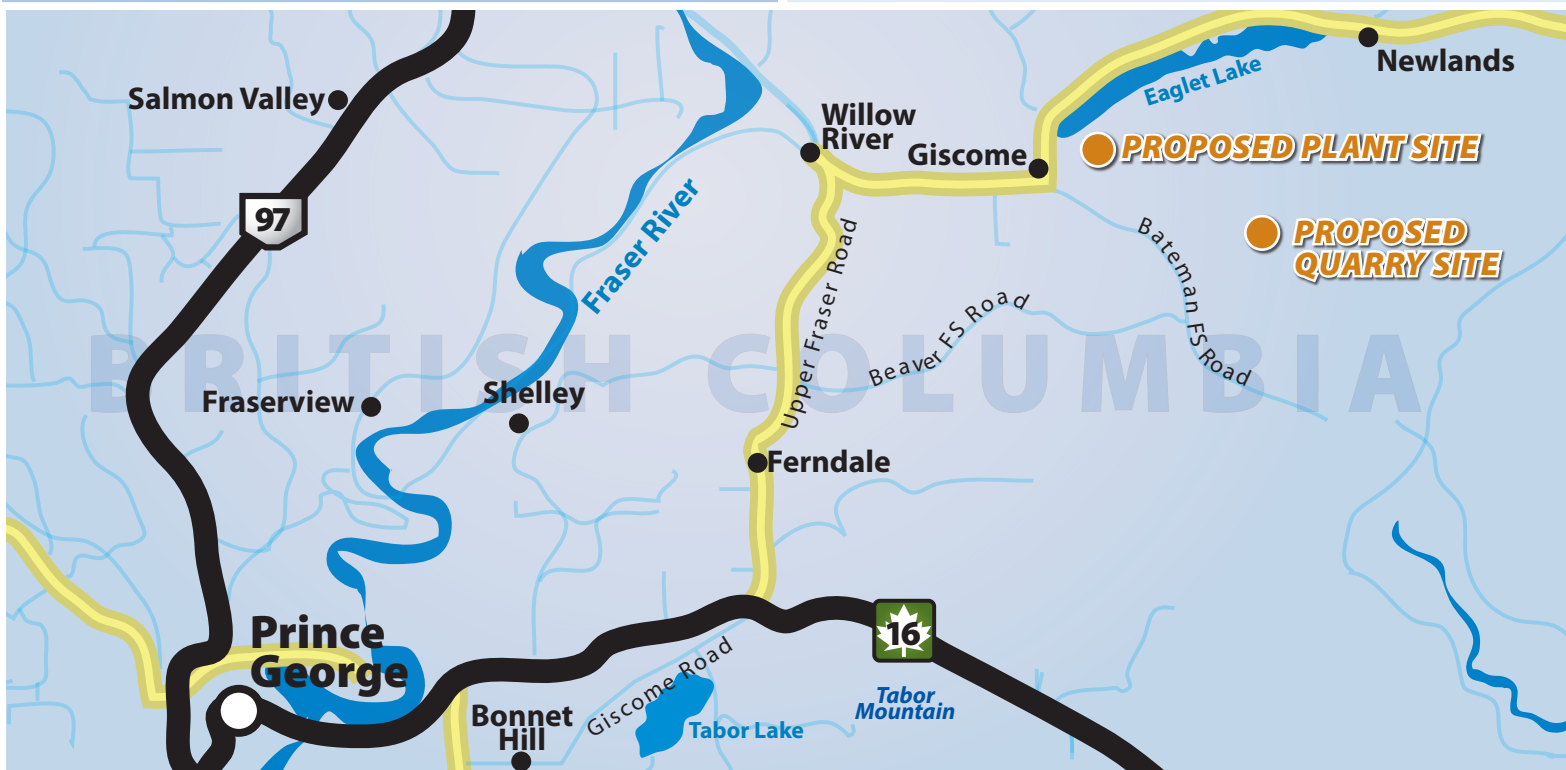 Newlands
Eaglet Lake
Salmon Valley
Willow
River
Giscome
PROPOSED PLANT SITE
97
Fraser River
Upper Fraser Road
Bateman FS Road
PROPOSED
QUARRY SITE
Beaver FS Road
BRITISH COLUMBIA
Fraserview
Shelley
Ferndale
Prince
George
16
Giscome Road
Tabor
Mountain
Bonnet
Hill
Tabor Lake